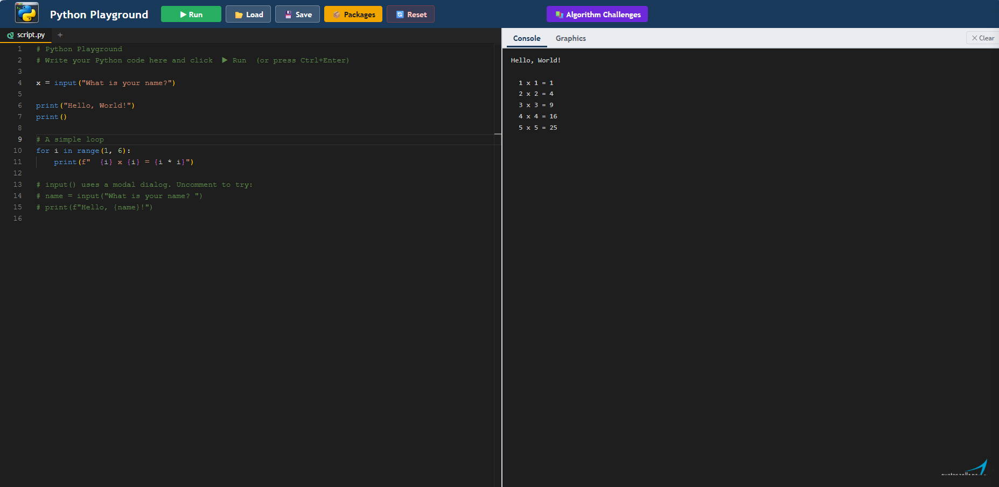 Python Playground
▶ Run
Load
Save
Packages
Reset
Algorithm Challenges
script.py
+
Console
Graphics
✕ Clear
1 # Python Playground
2 # Write your Python code here and click ▶ Run (or press Ctrl+Enter)
3
4 x = input("What is your name?")
5
6 print("Hello, World!")
7 print()
8
9 # A simple loop
10 for i in range(1, 6):
11     print(f"  {i} x {i} = {i * i}")
12
13 # input() uses a modal dialog. Uncomment to try:
14 # name = input("What is your name? ")
15 # print(f"Hello, {name}!")
16
Hello, World!
1 x 1 = 1
2 x 2 = 4
3 x 3 = 9
4 x 4 = 16
5 x 5 = 25